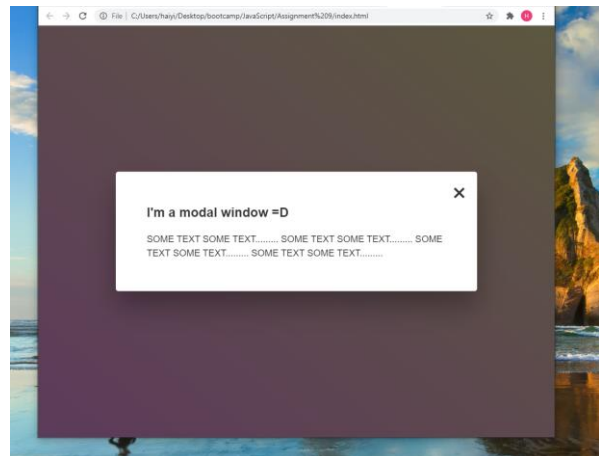 File | C:/Users/haiyi/Desktop/bootcamp/JavaScript/Assignment%209/index.html
H
I'm a modal window =D
SOME TEXT SOME TEXT......... SOME TEXT SOME TEXT......... SOME
TEXT SOME TEXT......... SOME TEXT SOME TEXT.........